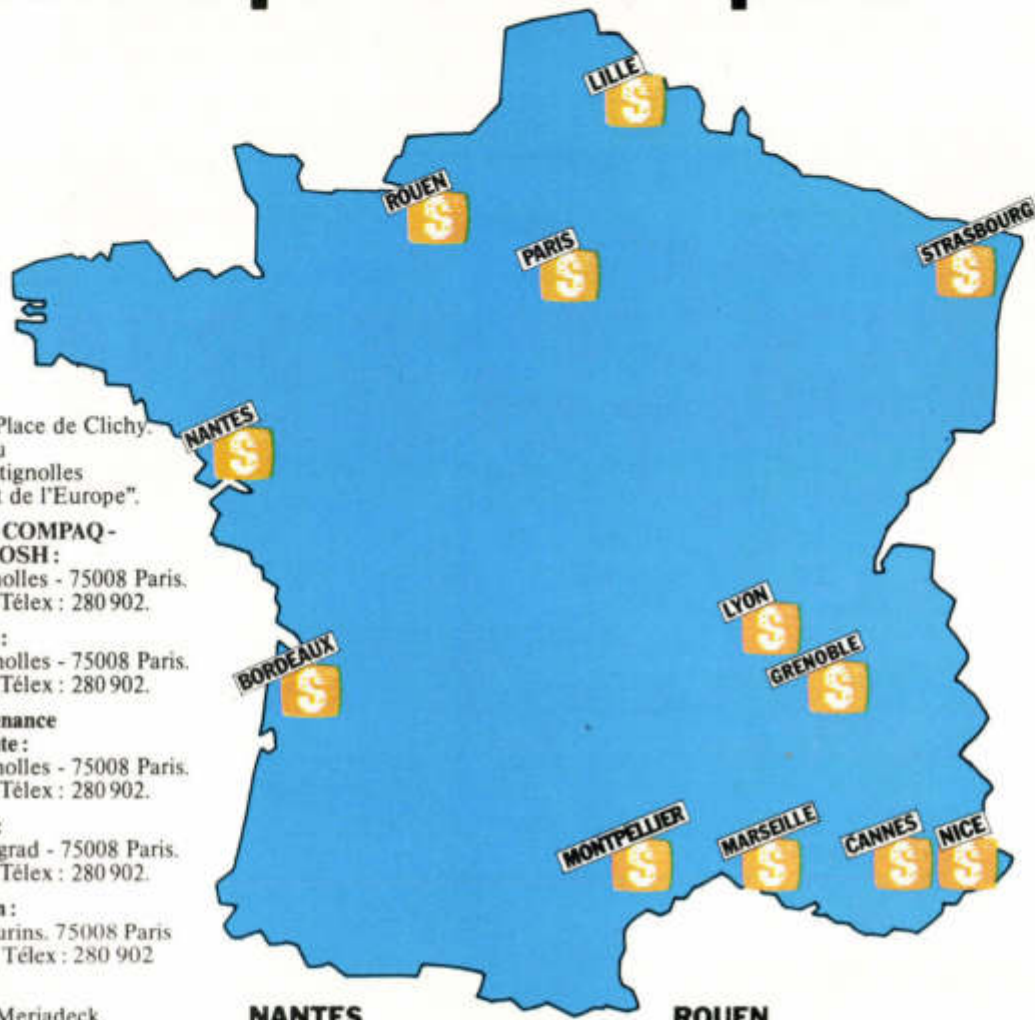 LILLE
ROUEN
PARIS
STRASBOURG
NANTES
LYON
GRENOBLE
BORDEAUX
MONTPELLIER
MARSEILLE
CANNES
NICE
S
S
S
S
S
S
S
S
S
S
S
S
Place de Clichy.
de l'Europe".
COMPAQ -
OSH :
olles - 75008 Paris.
Télex : 280 902.
:
olles - 75008 Paris.
Télex : 280 902.
nance
te :
olles - 75008 Paris.
Télex : 280 902.
:
grad - 75008 Paris.
Télex : 280 902.
:
urins. 75008 Paris
Télex : 280 902
Meriadeck
NANTES
ROUEN